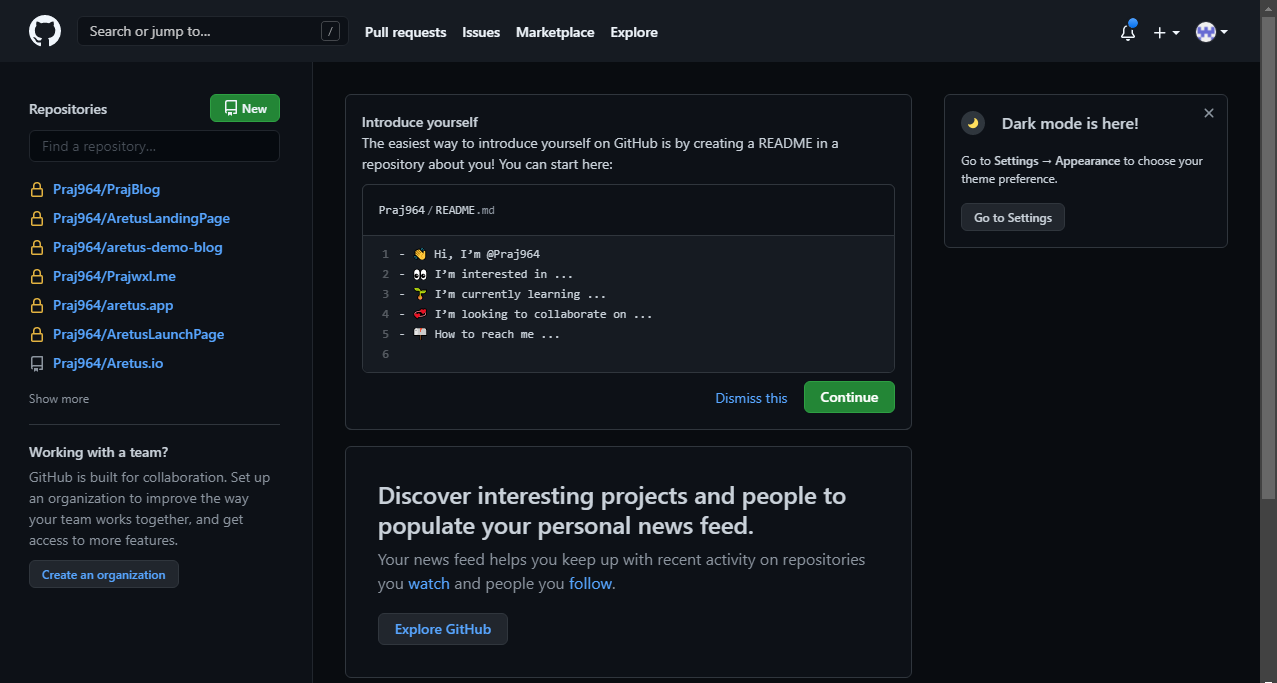 Search or jump to...
/
Pull requests
Issues
Marketplace
Explore
Repositories
New
Find a repository...
Praj964/PrajBlog
Praj964/AretusLandingPage
Praj964/aretus-demo-blog
Praj964/Prajwxl.me
Praj964/aretus.app
Praj964/AretusLaunchPage
Praj964/Aretus.io
Show more
Working with a team?
GitHub is built for collaboration. Set up
an organization to improve the way
your team works together, and get
access to more features.
Create an organization
Introduce yourself
The easiest way to introduce yourself on GitHub is by creating a README in a
repository about you! You can start here:
Praj964/README.md
1 - 👋 Hi, I’m @Praj964
2 - 👀 I’m interested in ...
3 - 🌱 I’m currently learning ...
4 - 💞️ I’m looking to collaborate on ...
5 - 📫 How to reach me ...
6
Dismiss this
Continue
Discover interesting projects and people to
populate your personal news feed.
Your news feed helps you keep up with recent activity on repositories
you watch and people you follow.
Explore GitHub
Dark mode is here!
Go to Settings → Appearance to choose your
theme preference.
Go to Settings